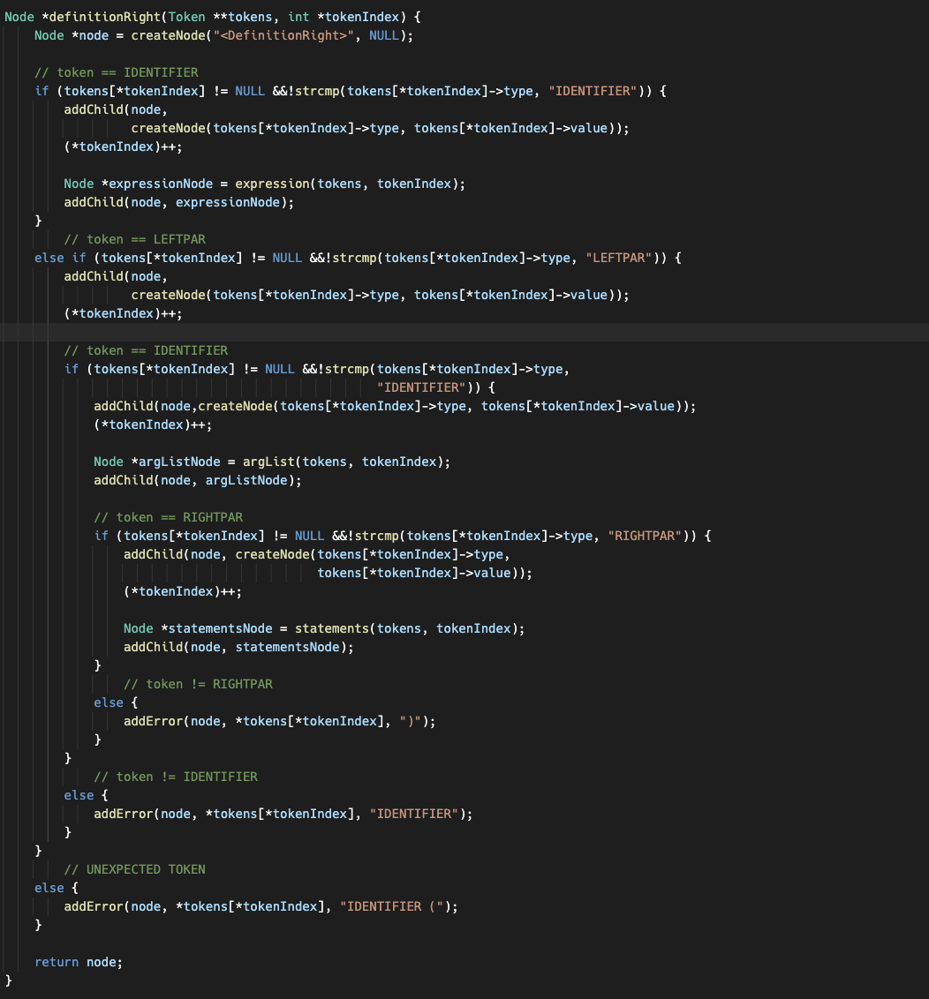 Node *definitionRight(Token **tokens, int *tokenIndex) {
Node *node = createNode("<DefinitionRight>", NULL);
// token == IDENTIFIER
if (tokens[*tokenIndex] != NULL &&!strcmp(tokens[*tokenIndex]->type, "IDENTIFIER")) {
addChild(node,
createNode(tokens[*tokenIndex]->type, tokens[*tokenIndex]->value));
(*tokenIndex)++;
Node *expressionNode = expression(tokens, tokenIndex);
addChild(node, expressionNode);
}
// token == LEFTPAR
else if (tokens[*tokenIndex] != NULL &&!strcmp(tokens[*tokenIndex]->type, "LEFTPAR")) {
addChild(node,
createNode(tokens[*tokenIndex]->type, tokens[*tokenIndex]->value));
(*tokenIndex)++;
// token == IDENTIFIER
if (tokens[*tokenIndex] != NULL &&!strcmp(tokens[*tokenIndex]->type,
"IDENTIFIER")) {
addChild(node,createNode(tokens[*tokenIndex]->type, tokens[*tokenIndex]->value));
(*tokenIndex)++;
Node *argListNode = argList(tokens, tokenIndex);
addChild(node, argListNode);
// token == RIGHTPAR
if (tokens[*tokenIndex] != NULL &&!strcmp(tokens[*tokenIndex]->type, "RIGHTPAR")) {
addChild(node, createNode(tokens[*tokenIndex]->type,
tokens[*tokenIndex]->value));
(*tokenIndex)++;
Node *statementsNode = statements(tokens, tokenIndex);
addChild(node, statementsNode);
}
// token != RIGHTPAR
else {
addError(node, *tokens[*tokenIndex], ")");
}
}
// token != IDENTIFIER
else {
addError(node, *tokens[*tokenIndex], "IDENTIFIER");
}
}
// UNEXPECTED TOKEN
else {
addError(node, *tokens[*tokenIndex], "IDENTIFIER (");
}
return node;
}